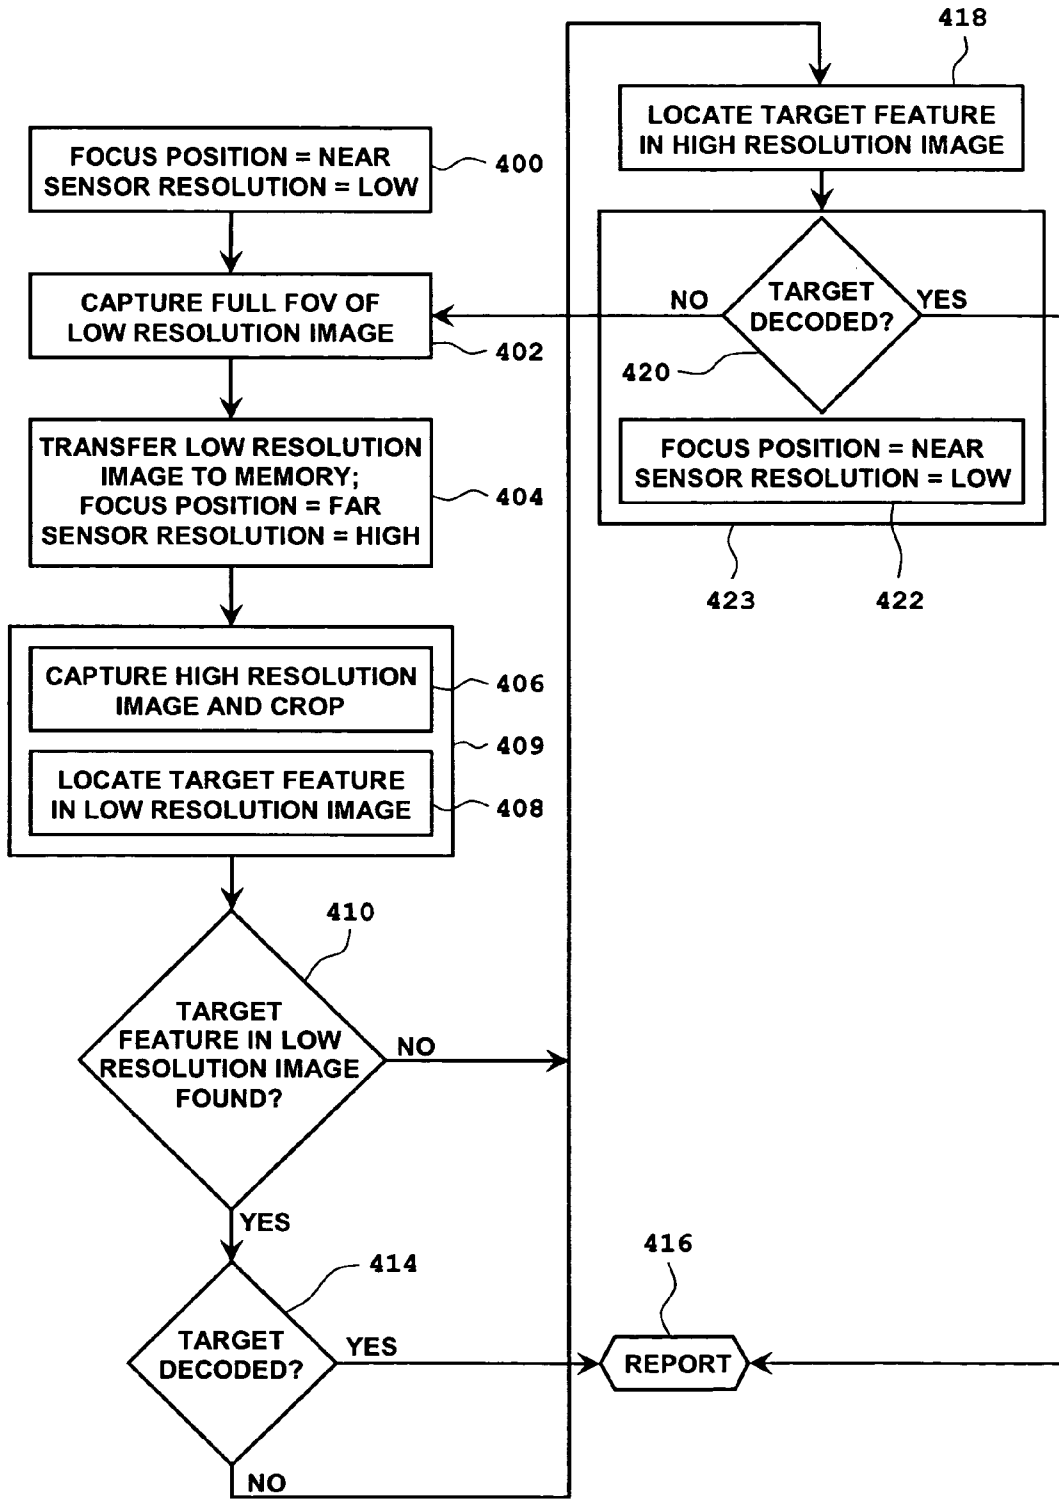 418
LOCATE TARGET FEATURE
IN HIGH RESOLUTION IMAGE
FOCUS POSITION = NEAR
SENSOR RESOLUTION = LOW
400
CAPTURE FULL FOV OF
LOW RESOLUTION IMAGE
402
NO
TARGET
DECODED?
YES
420
TRANSFER LOW RESOLUTION
IMAGE TO MEMORY;
FOCUS POSITION = FAR
SENSOR RESOLUTION = HIGH
404
FOCUS POSITION = NEAR
SENSOR RESOLUTION = LOW
423
422
CAPTURE HIGH RESOLUTION
IMAGE AND CROP
406
409
LOCATE TARGET FEATURE
IN LOW RESOLUTION IMAGE
408
410
TARGET
FEATURE IN LOW
RESOLUTION IMAGE
FOUND?
NO
YES
414
TARGET
DECODED?
YES
416
REPORT
NO